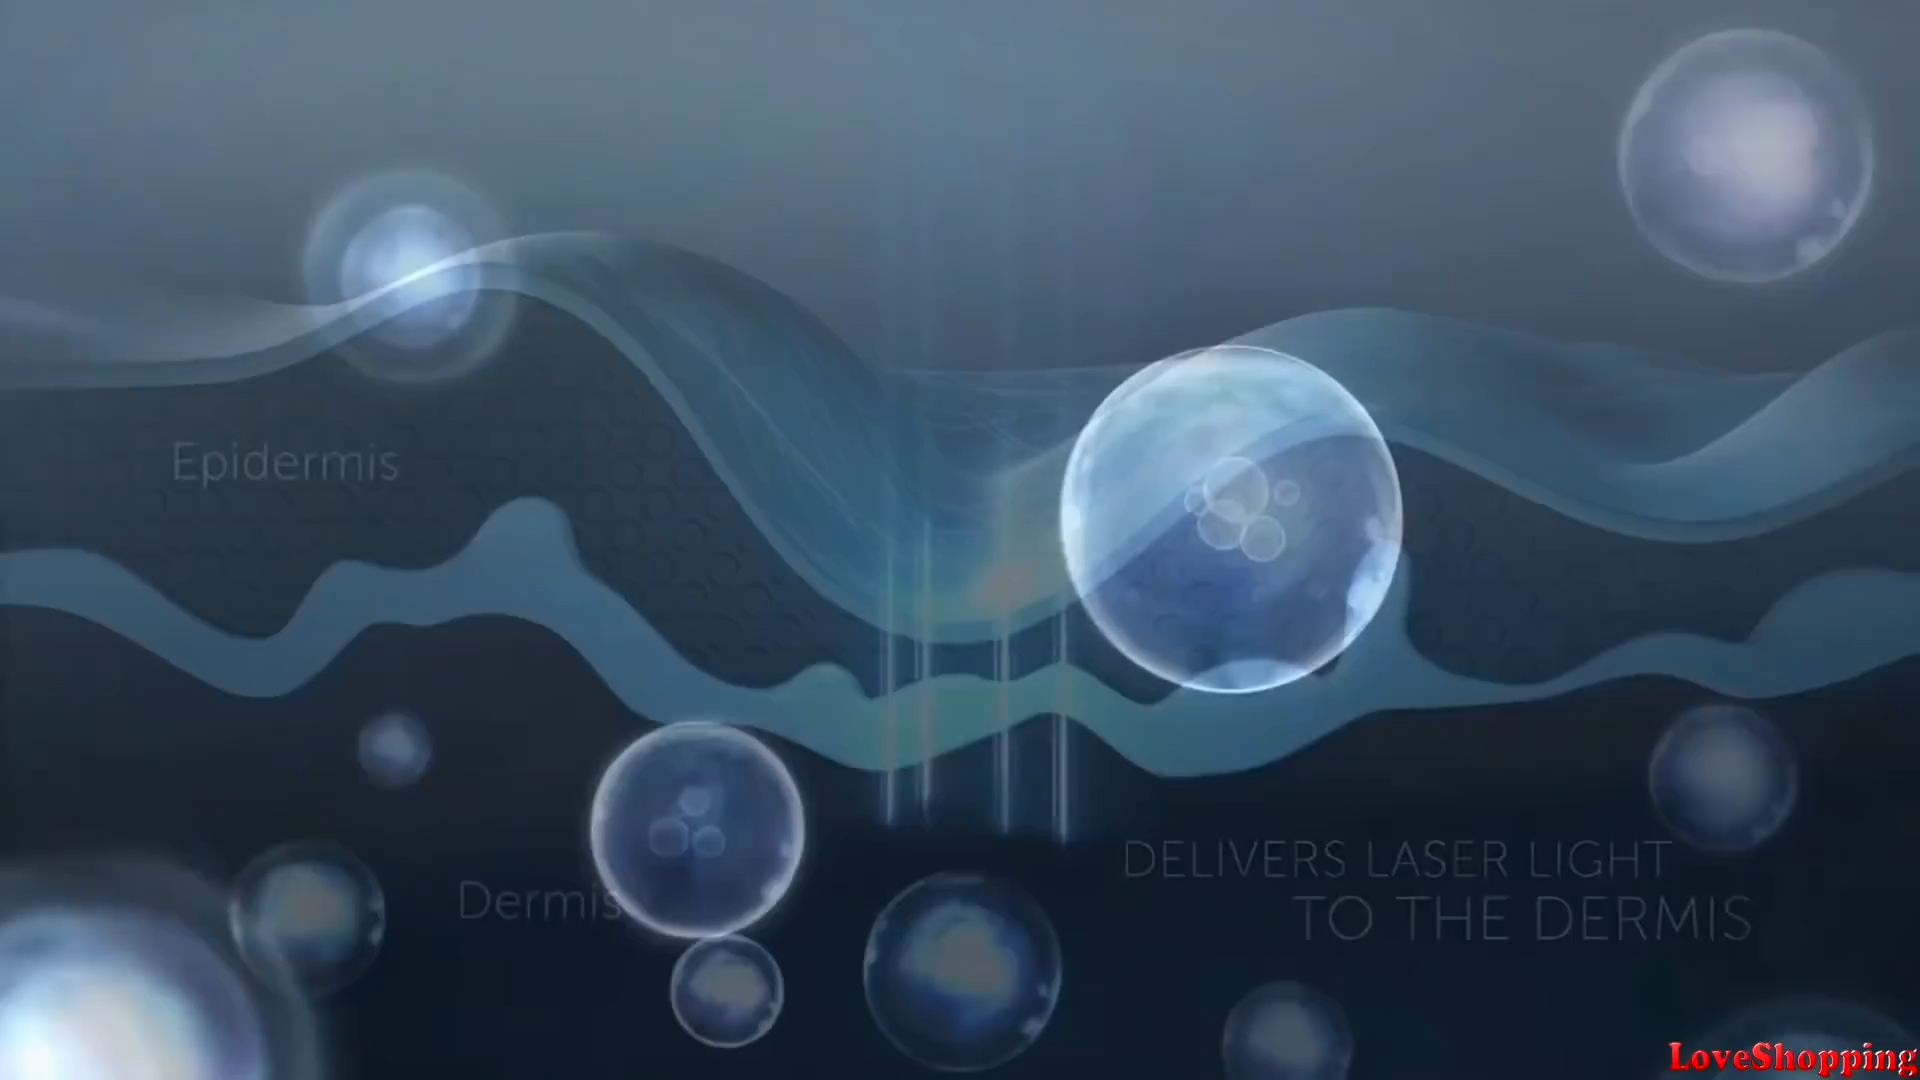 Epidermis
Dermis
DELIVERS LASER LIGHT
TO THE DERMIS
LoveShopping